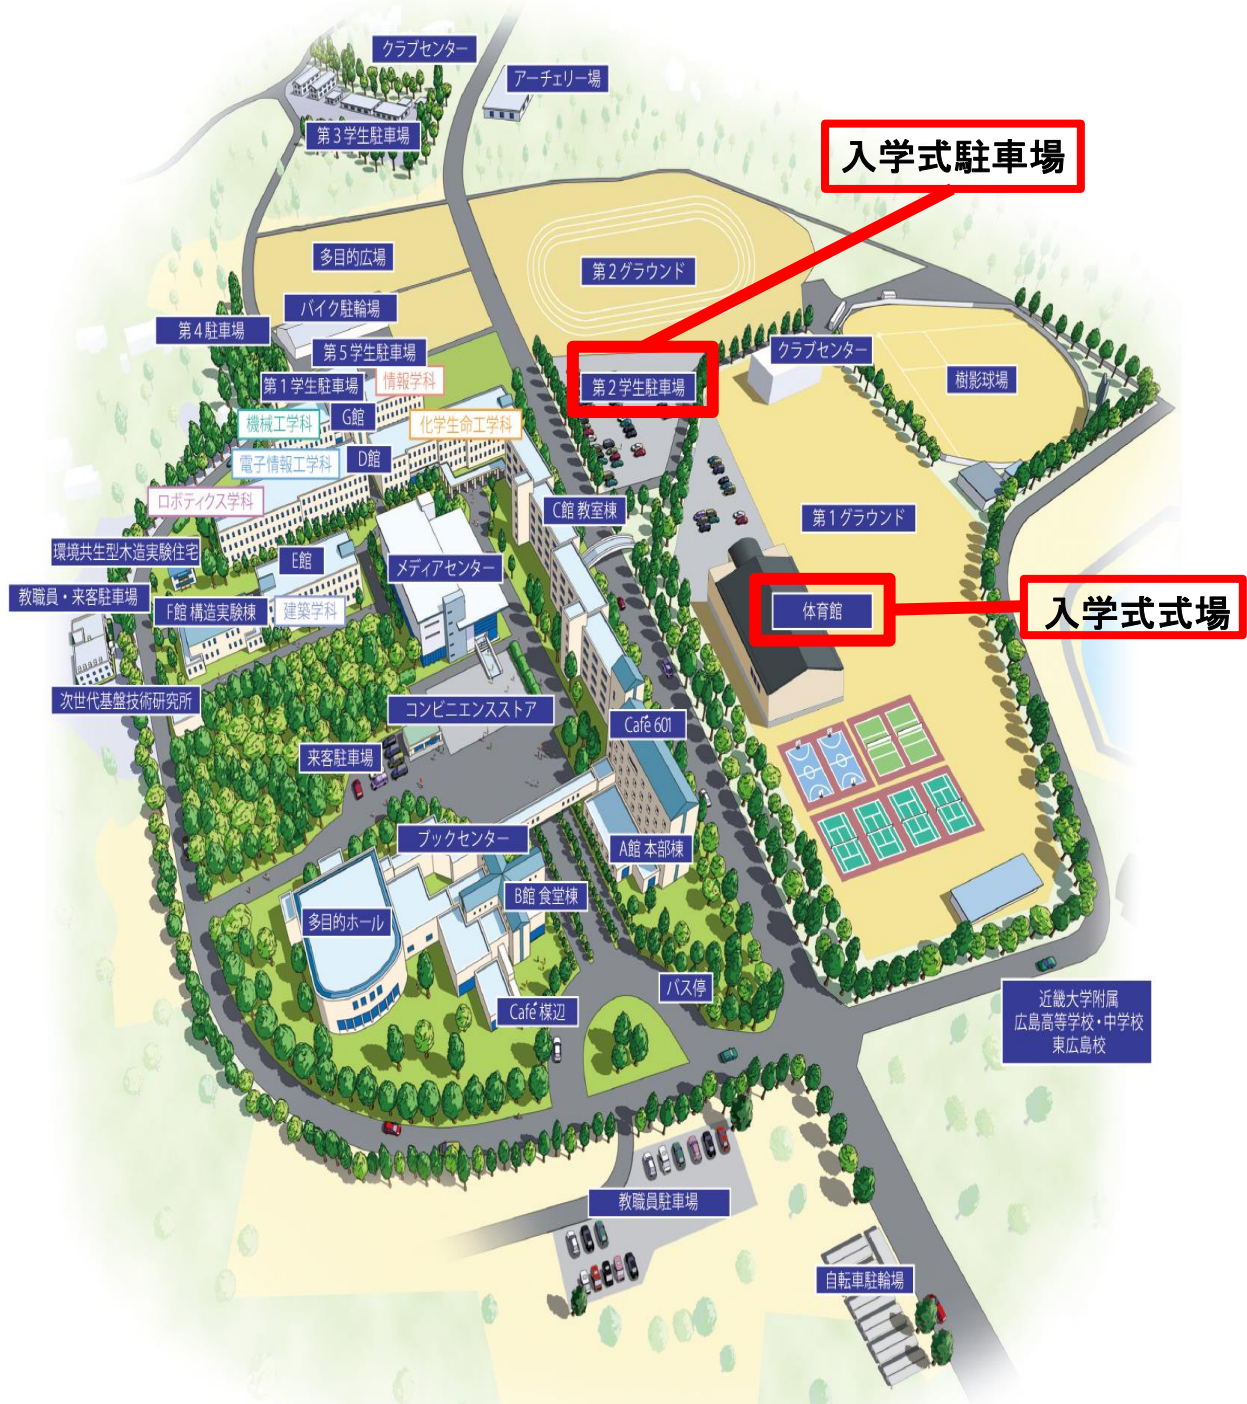 クラブセンター
アーチェリー場
第3学生駐車場
入学式駐車場
多目的広場
第2グラウンド
バイク駐輪場
第4駐車場
第5学生駐車場
クラブセンター
第1学生駐車場
情報学科
第2学生駐車場
樹影球場
機械工学科
G館
化学生命工学科
電子情報工学科
D館
ロボティクス学科
C館 教室棟
第1グラウンド
環境共生型木造実験住宅
E館
メディアセンター
教職員・来客駐車場
F館 構造実験棟
建築学科
体育館
入学式式場
次世代基盤技術研究所
コンビニエンスストア
Café 601
来客駐車場
ブックセンター
A館 本部棟
B館 食堂棟
多目的ホール
バス停
Café 楳辺
近畿大学附属
広島高等学校・中学校
東広島校
教職員駐車場
自転車駐輪場